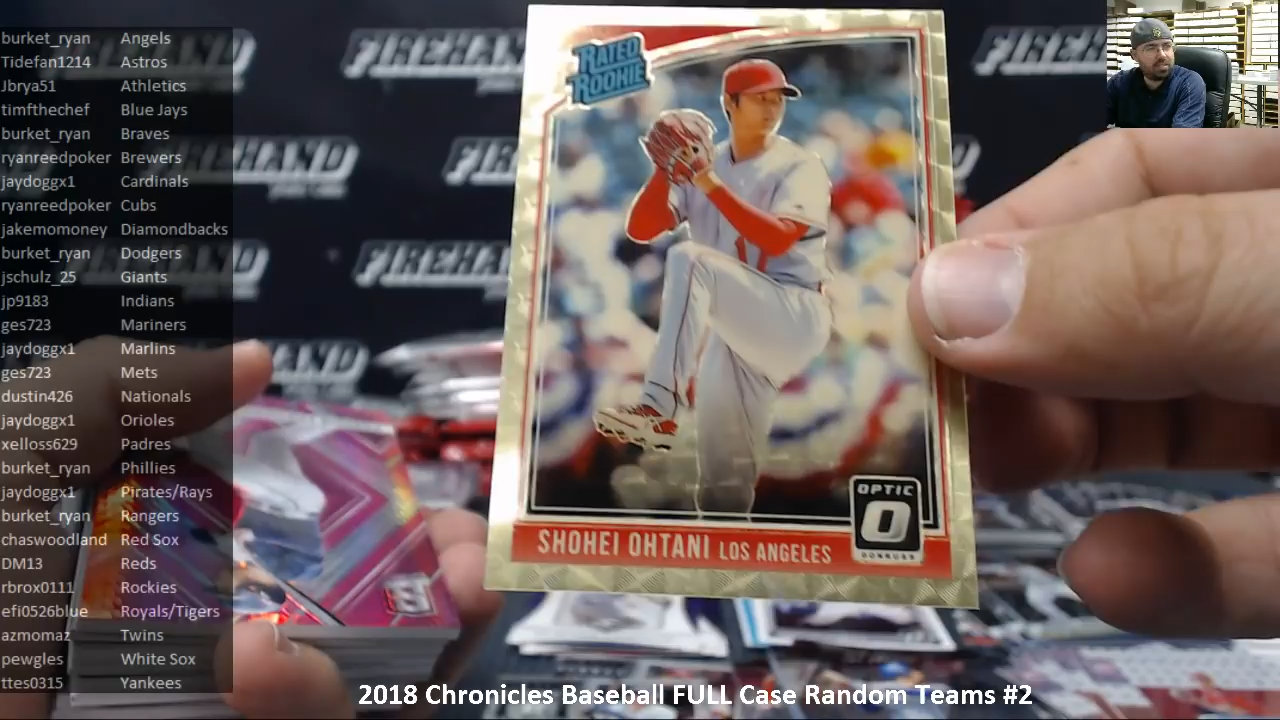 burket_ryan Angels
Tidefan1214 Astros
Jbrya51 Athletics
timfthechef Blue Jays
burket_ryan Braves
ryanreedpoker Brewers
jaydoggx1 Cardinals
ryanreedpoker Cubs
jakemomoney Diamondbacks
burket_ryan Dodgers
jschulz_25 Giants
jp9183 Indians
ges723 Mariners
jaydoggx1 Marlins
ges723 Mets
dustin426 Nationals
jaydoggx1 Orioles
xelloss629 Padres
burket_ryan Phillies
jaydoggx1 Pirates/Rays
burket_ryan Rangers
chaswoodland Red Sox
DM13 Reds
rbrox0111 Rockies
efi0526blue Royals/Tigers
azmomaz Twins
pewgles White Sox
ttes0315 Yankees
FIREHAND
RATED
ROOKIE
17
OPTIC
O
DONRUSS
SHOHEI OHTANI LOS ANGELES
2018 Chronicles Baseball FULL Case Random Teams #2